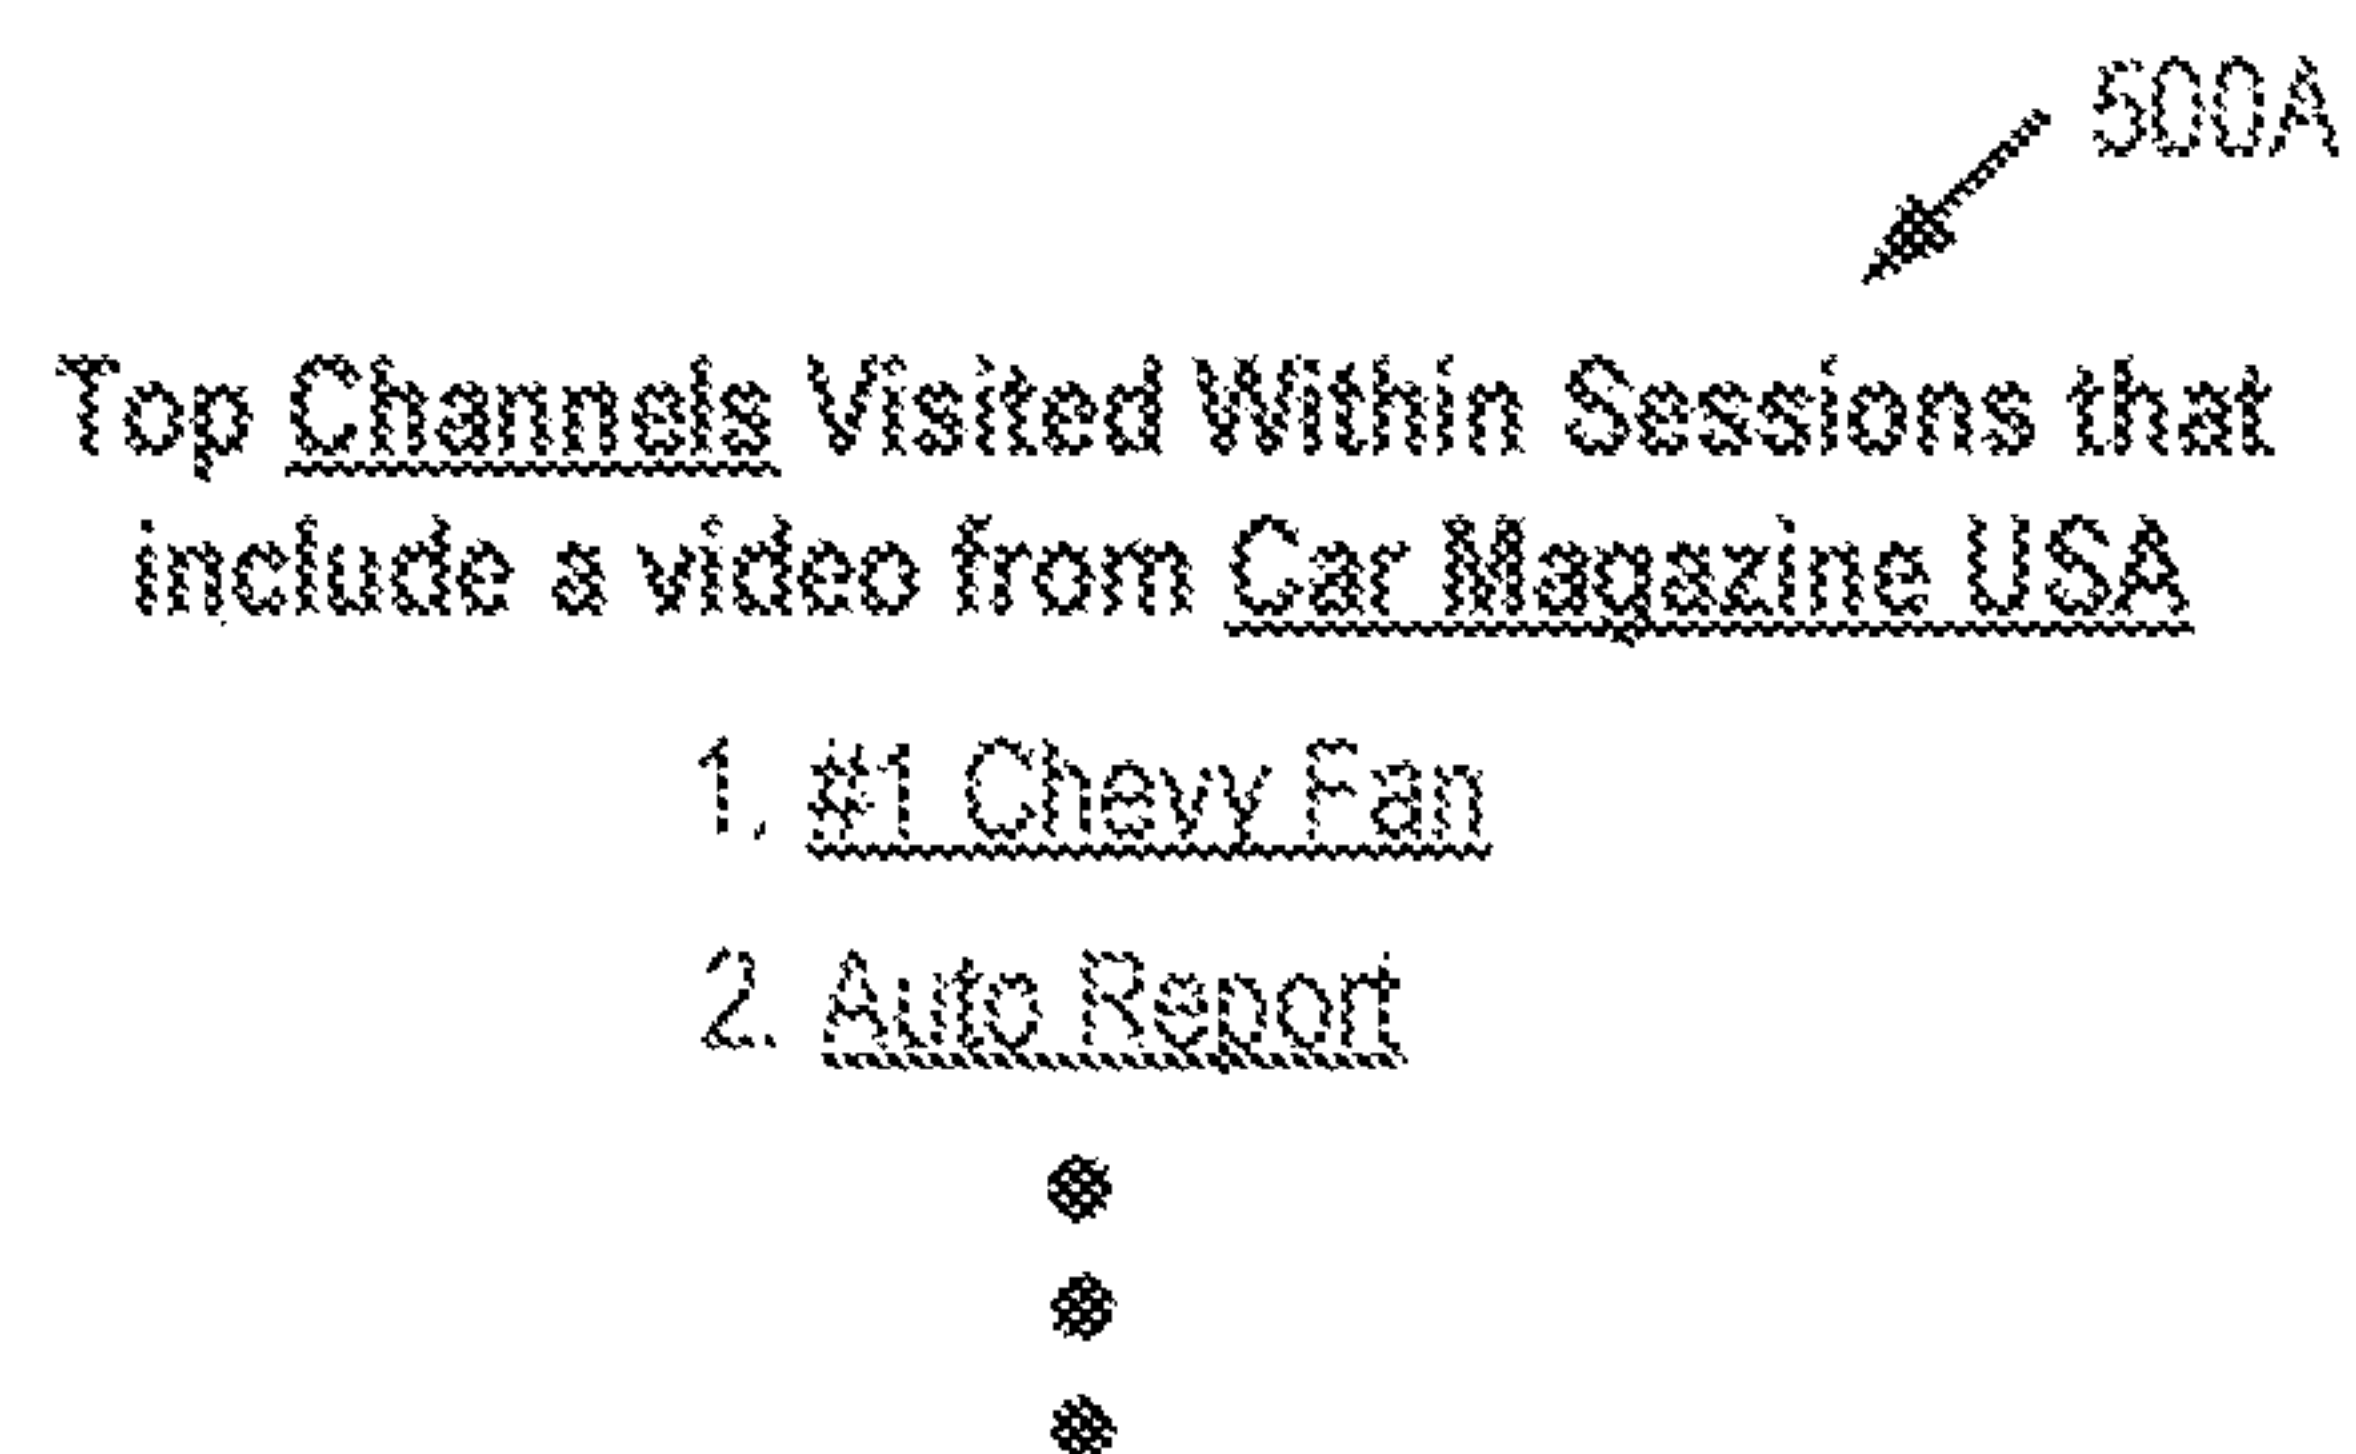 500A
Top Channels Visited Within Sessions that
include a video from Car Magazine USA
1. #1 Chevy Fan
2. Auto Report